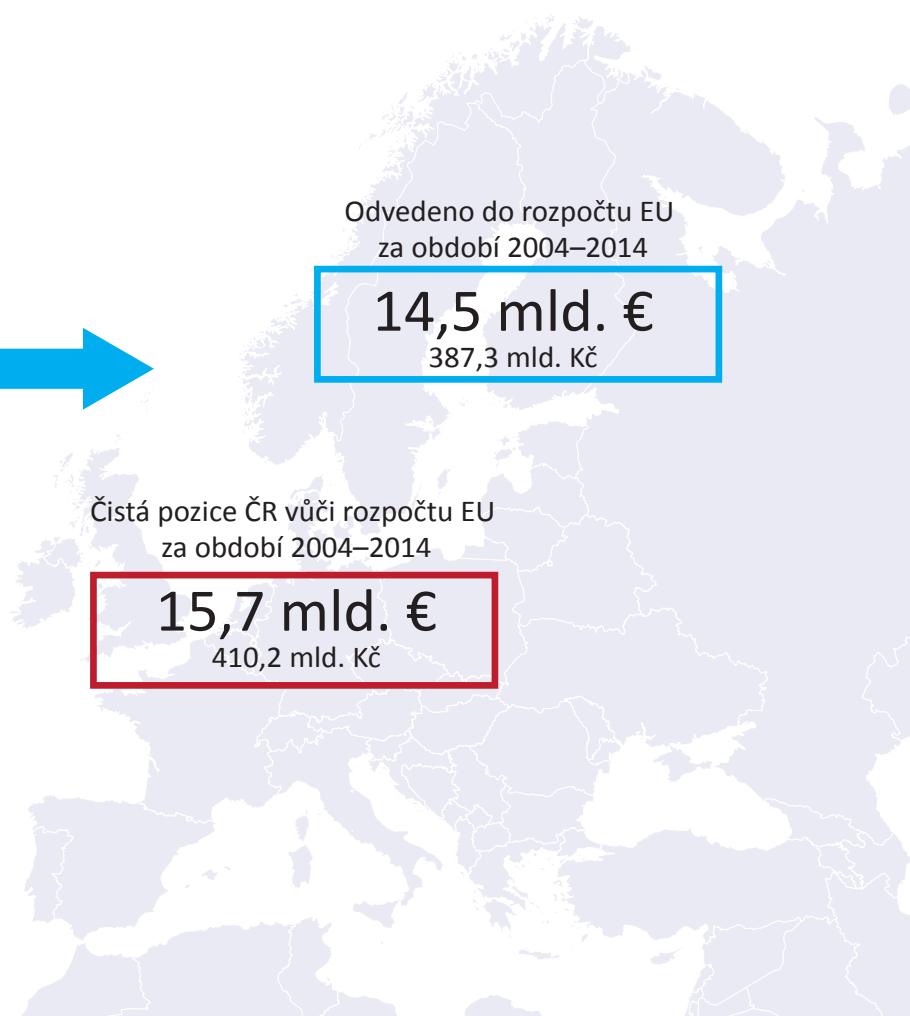 Odvedeno do rozpočtu EU
za období 2004–2014
14,5 mld. €
387,3 mld. Kč
Čistá pozice ČR vůči rozpočtu EU
za období 2004–2014
15,7 mld. €
410,2 mld. Kč